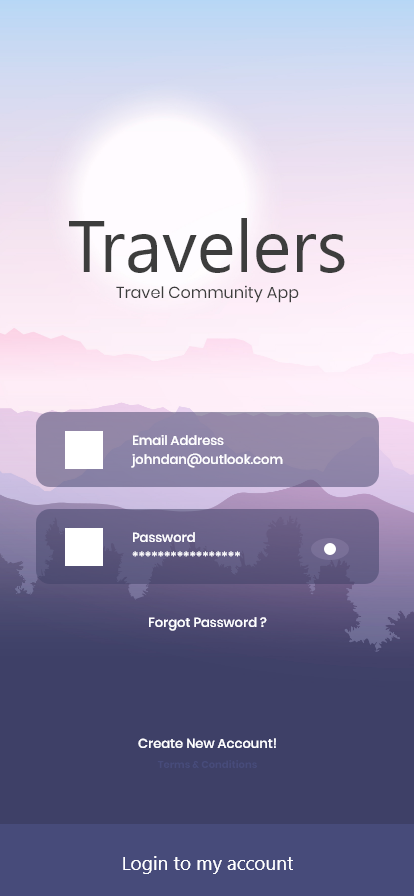 Travelers
Travel Community App
Email Address
johndan@outlook.com
Password
****************
Forgot Password ?
Create New Account!
Terms & Conditions
Login to my account